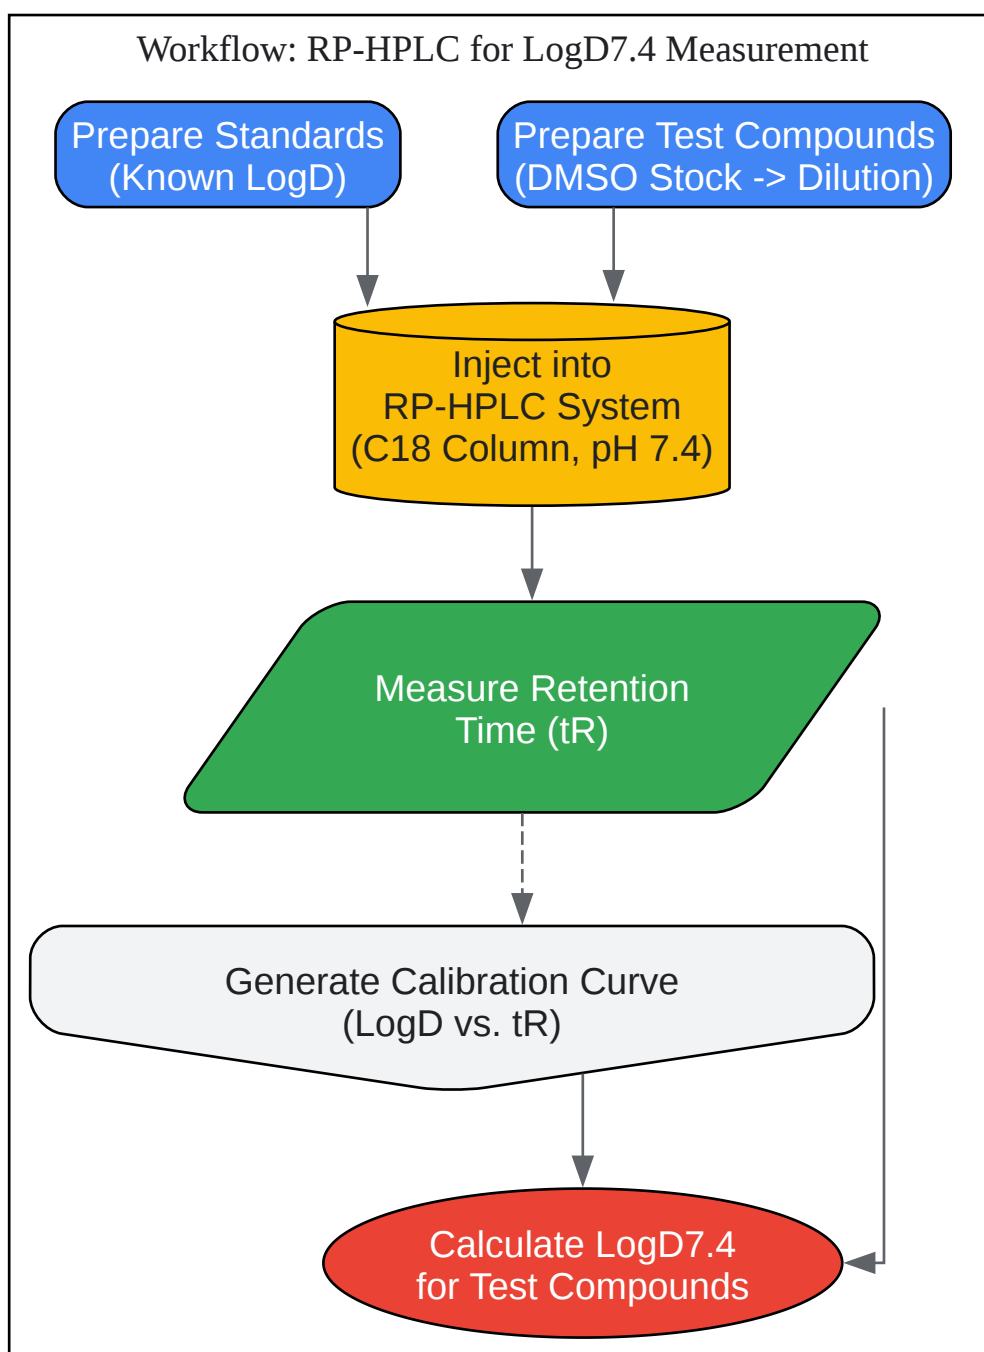 Workflow: RP-HPLC for LogD7.4 Measurement
Prepare Standards
(Known LogD)
Prepare Test Compounds
(DMSO Stock -> Dilution)
Inject into
RP-HPLC System
(C18 Column, pH 7.4)
Measure Retention
Time (tR)
Generate Calibration Curve
(LogD vs. tR)
Calculate LogD7.4
for Test Compounds